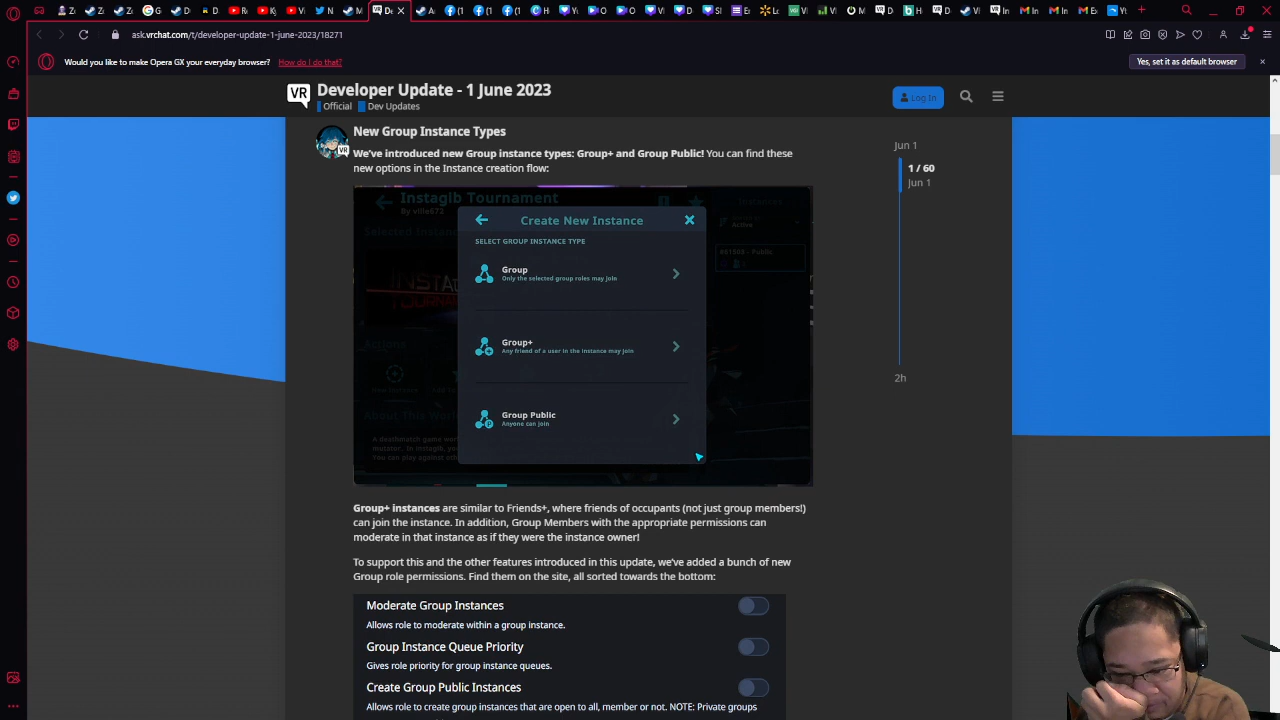 ask.vrchat.com/t/developer-update-1-june-2023/18271
Would you like to make Opera GX your everyday browser? How do I do that?
Yes, set it as default browser
VR
Developer Update - 1 June 2023
Official Dev Updates
Log In
New Group Instance Types
We've introduced new Group instance types: Group+ and Group Public! You can find these
new options in the Instance creation flow:
Instagib Tournament
By ville872
Create New Instance
SELECT GROUP INSTANCE TYPE
Group
Only the selected group roles may join
Group+
Any friend of a user in the instance may join
Group Public
Anyone can join
Group+ instances are similar to Friends+, where friends of occupants (not just group members!)
can join the instance. In addition, Group Members with the appropriate permissions can
moderate in that instance as if they were the instance owner!
To support this and the other features introduced in this update, we've added a bunch of new
Group role permissions. Find them on the site, all sorted towards the bottom:
Moderate Group Instances
Allows role to moderate within a group instance.
Group Instance Queue Priority
Gives role priority for group instance queues.
Create Group Public Instances
Allows role to create group instances that are open to all, member or not. NOTE: Private groups
Jun 1
1 / 60
Jun 1
2h